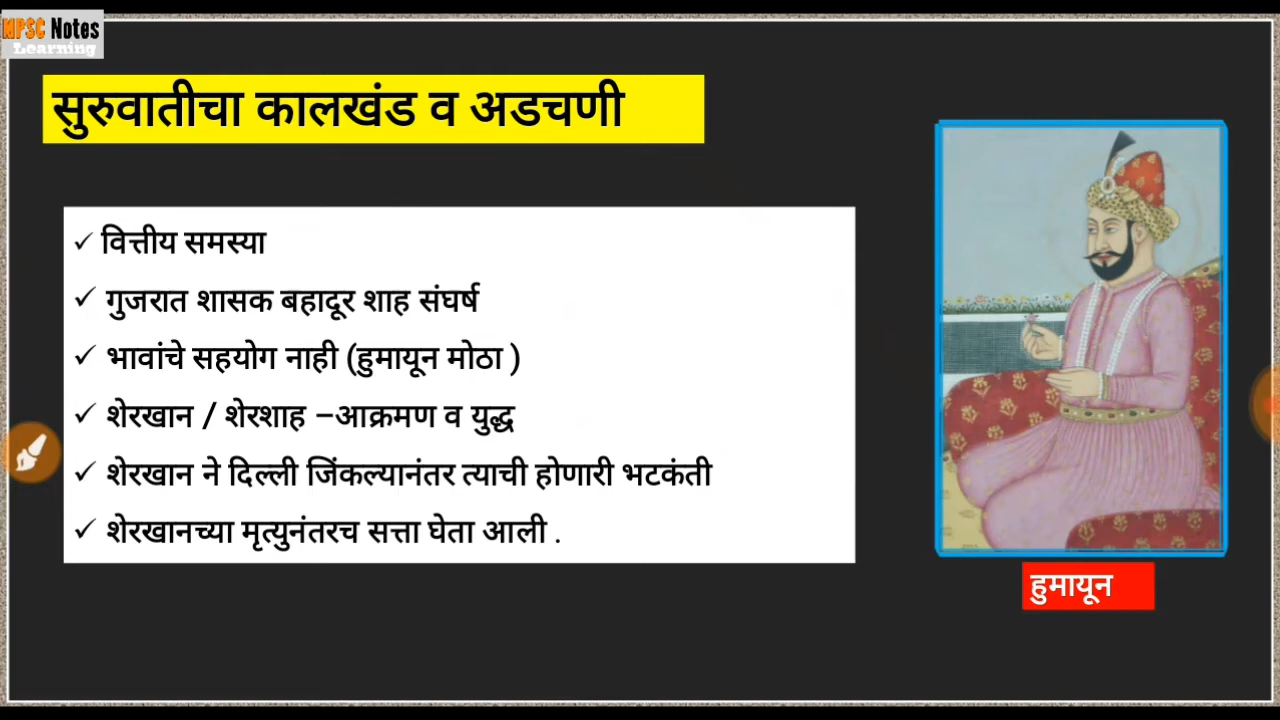 MPSC Notes
Learning
सुरुवातीचा कालखंड व अडचणी
✓ वित्तीय समस्या
✓ गुजरात शासक बहादूर शाह संघर्ष
✓ भावांचे सहयोग नाही (हुमायून मोठा )
✓ शेरखान / शेरशाह –आक्रमण व युद्ध
✓ शेरखान ने दिल्ली जिंकल्यानंतर त्याची होणारी भटकंती
✓ शेरखानच्या मृत्युनंतरच सत्ता घेता आली .
हुमायून